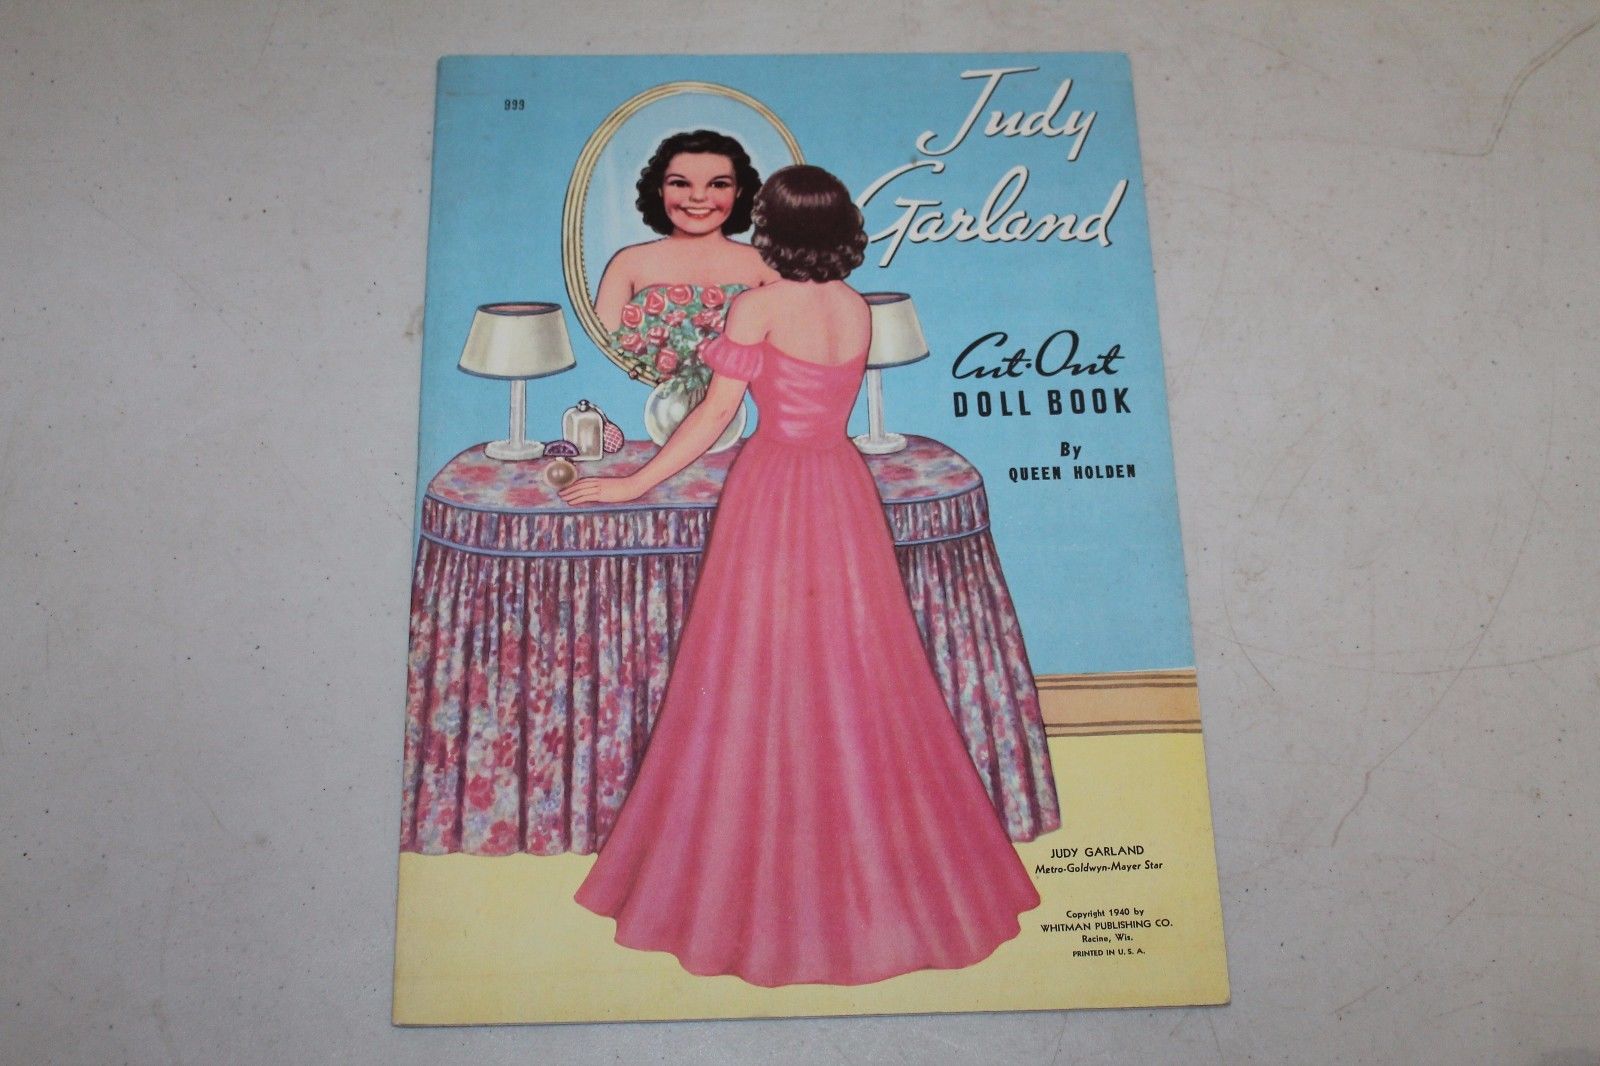 999
Judy
Garland
Cut-Out
DOLL BOOK
By
QUEEN HOLDEN
JUDY GARLAND
Metro-Goldwyn-Mayer Star
Copyright 1940 by
WHITMAN PUBLISHING CO.
Racine, Wis.
PRINTED IN U. S. A.